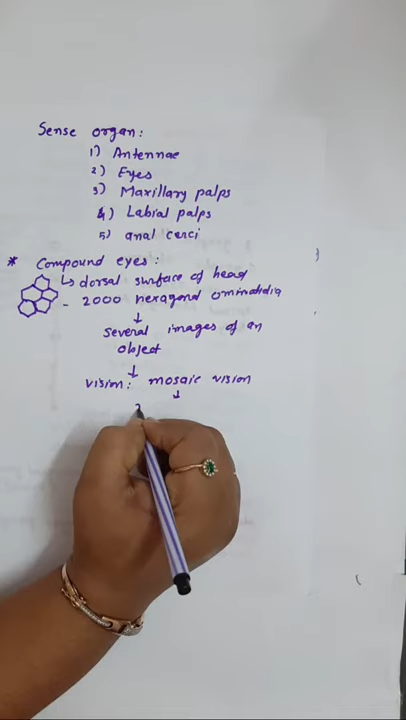 Sense organ:
1) Antennae
2) Eyes
3) Maxillary palps
4) Labial palps
5) anal cerci
* Compound eyes:
↳ dorsal surface of head
- 2000 hexagonal ommatidia
↓
several images of an
object
↓
vision: mosaic vision
↓